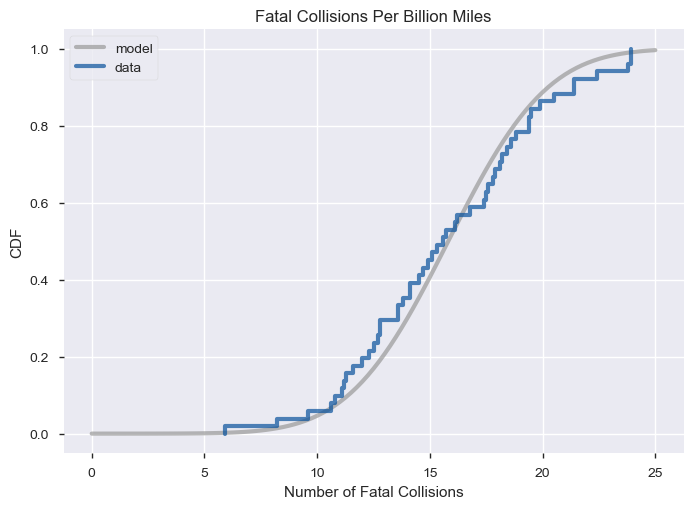 Fatal Collisions Per Billion Miles
model
data
1.0
0.8
0.6
0.4
0.2
0.0
CDF
0 5 10 15 20 25
Number of Fatal Collisions